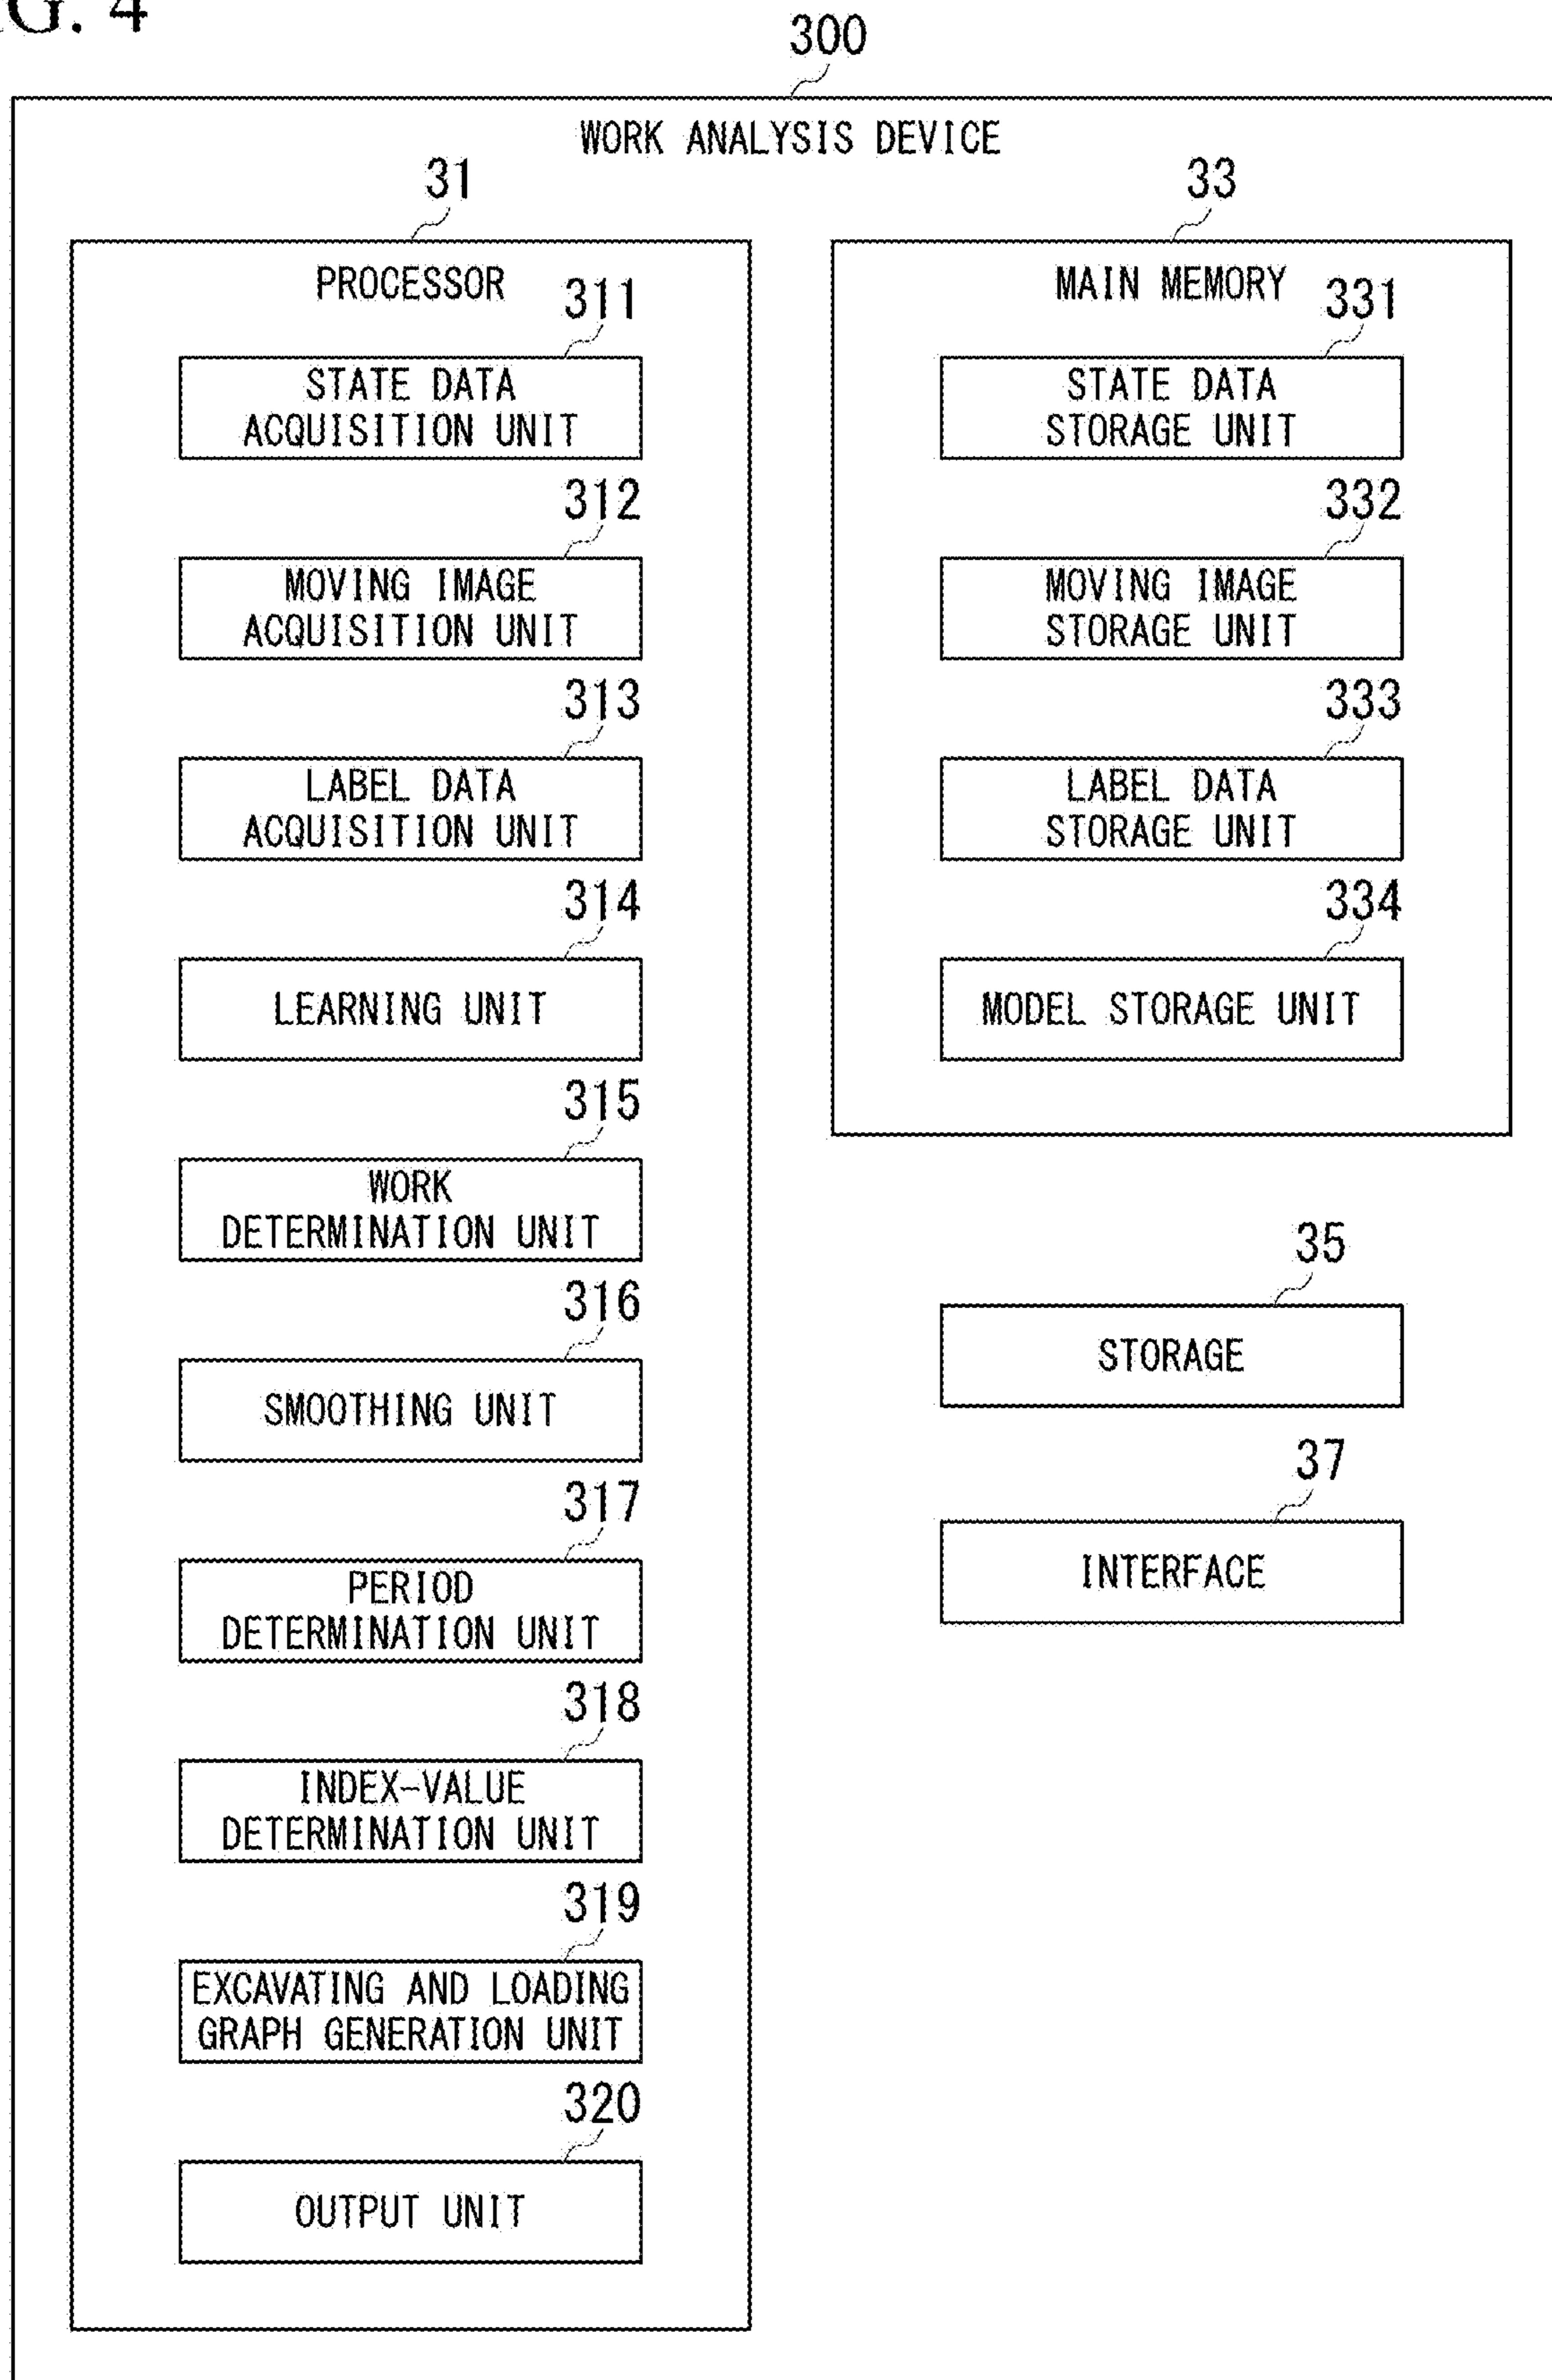 G. 4
300
WORK ANALYSIS DEVICE
31
PROCESSOR
311
STATE DATA
ACQUISITION UNIT
312
MOVING IMAGE
ACQUISITION UNIT
313
LABEL DATA
ACQUISITION UNIT
314
LEARNING UNIT
315
WORK
DETERMINATION UNIT
316
SMOOTHING UNIT
317
PERIOD
DETERMINATION UNIT
318
INDEX-VALUE
DETERMINATION UNIT
319
EXCAVATING AND LOADING
GRAPH GENERATION UNIT
320
OUTPUT UNIT
33
MAIN MEMORY
331
STATE DATA
STORAGE UNIT
332
MOVING IMAGE
STORAGE UNIT
333
LABEL DATA
STORAGE UNIT
334
MODEL STORAGE UNIT
35
STORAGE
37
INTERFACE